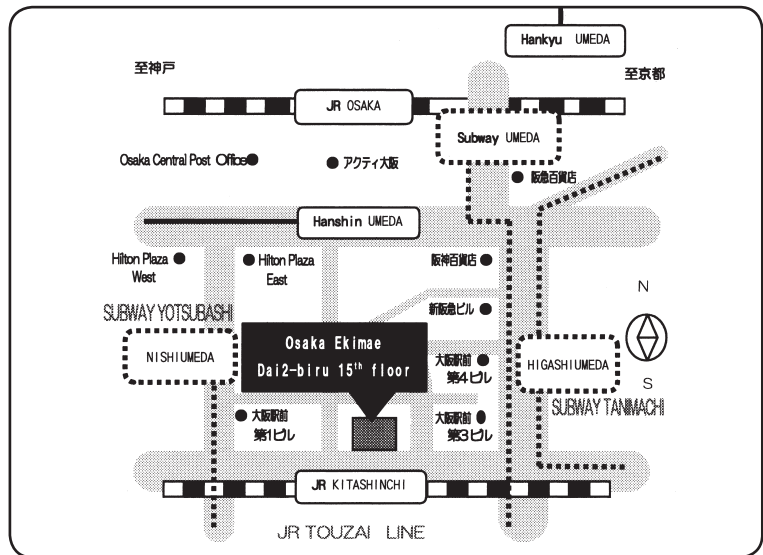 Hankyu UMEDA
至神戸
至京都
JR OSAKA
Subway UMEDA
Osaka Central Post Office
アクティ大阪
阪急百貨店
Hanshin UMEDA
Hilton Plaza
West
Hilton Plaza
East
阪神百貨店
N
SUBWAY YOTSUBASHI
新阪急ビル
Osaka Ekimae
Dai2-biru 15th floor
NISHIUMEDA
大阪駅前
第4ビル
HIGASHIUMEDA
S
SUBWAY TANIMACHI
大阪駅前
第1ビル
大阪駅前
第3ビル
JR KITASHINCHI
JR TOUZAI LINE